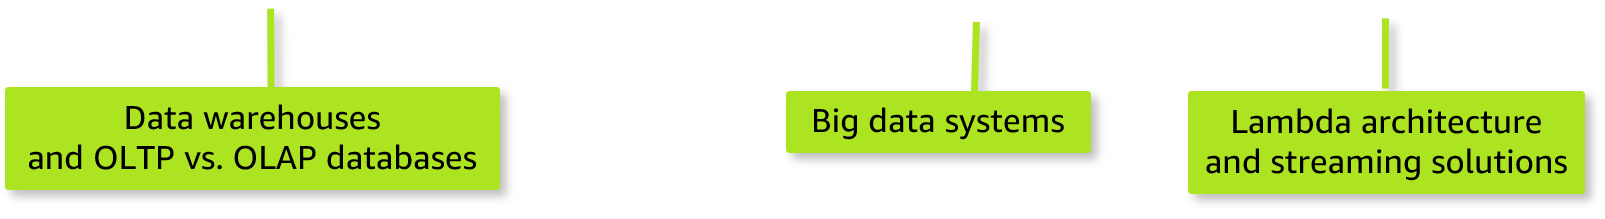 Data warehouses
and OLTP vs. OLAP databases
Big data systems
Lambda architecture
and streaming solutions